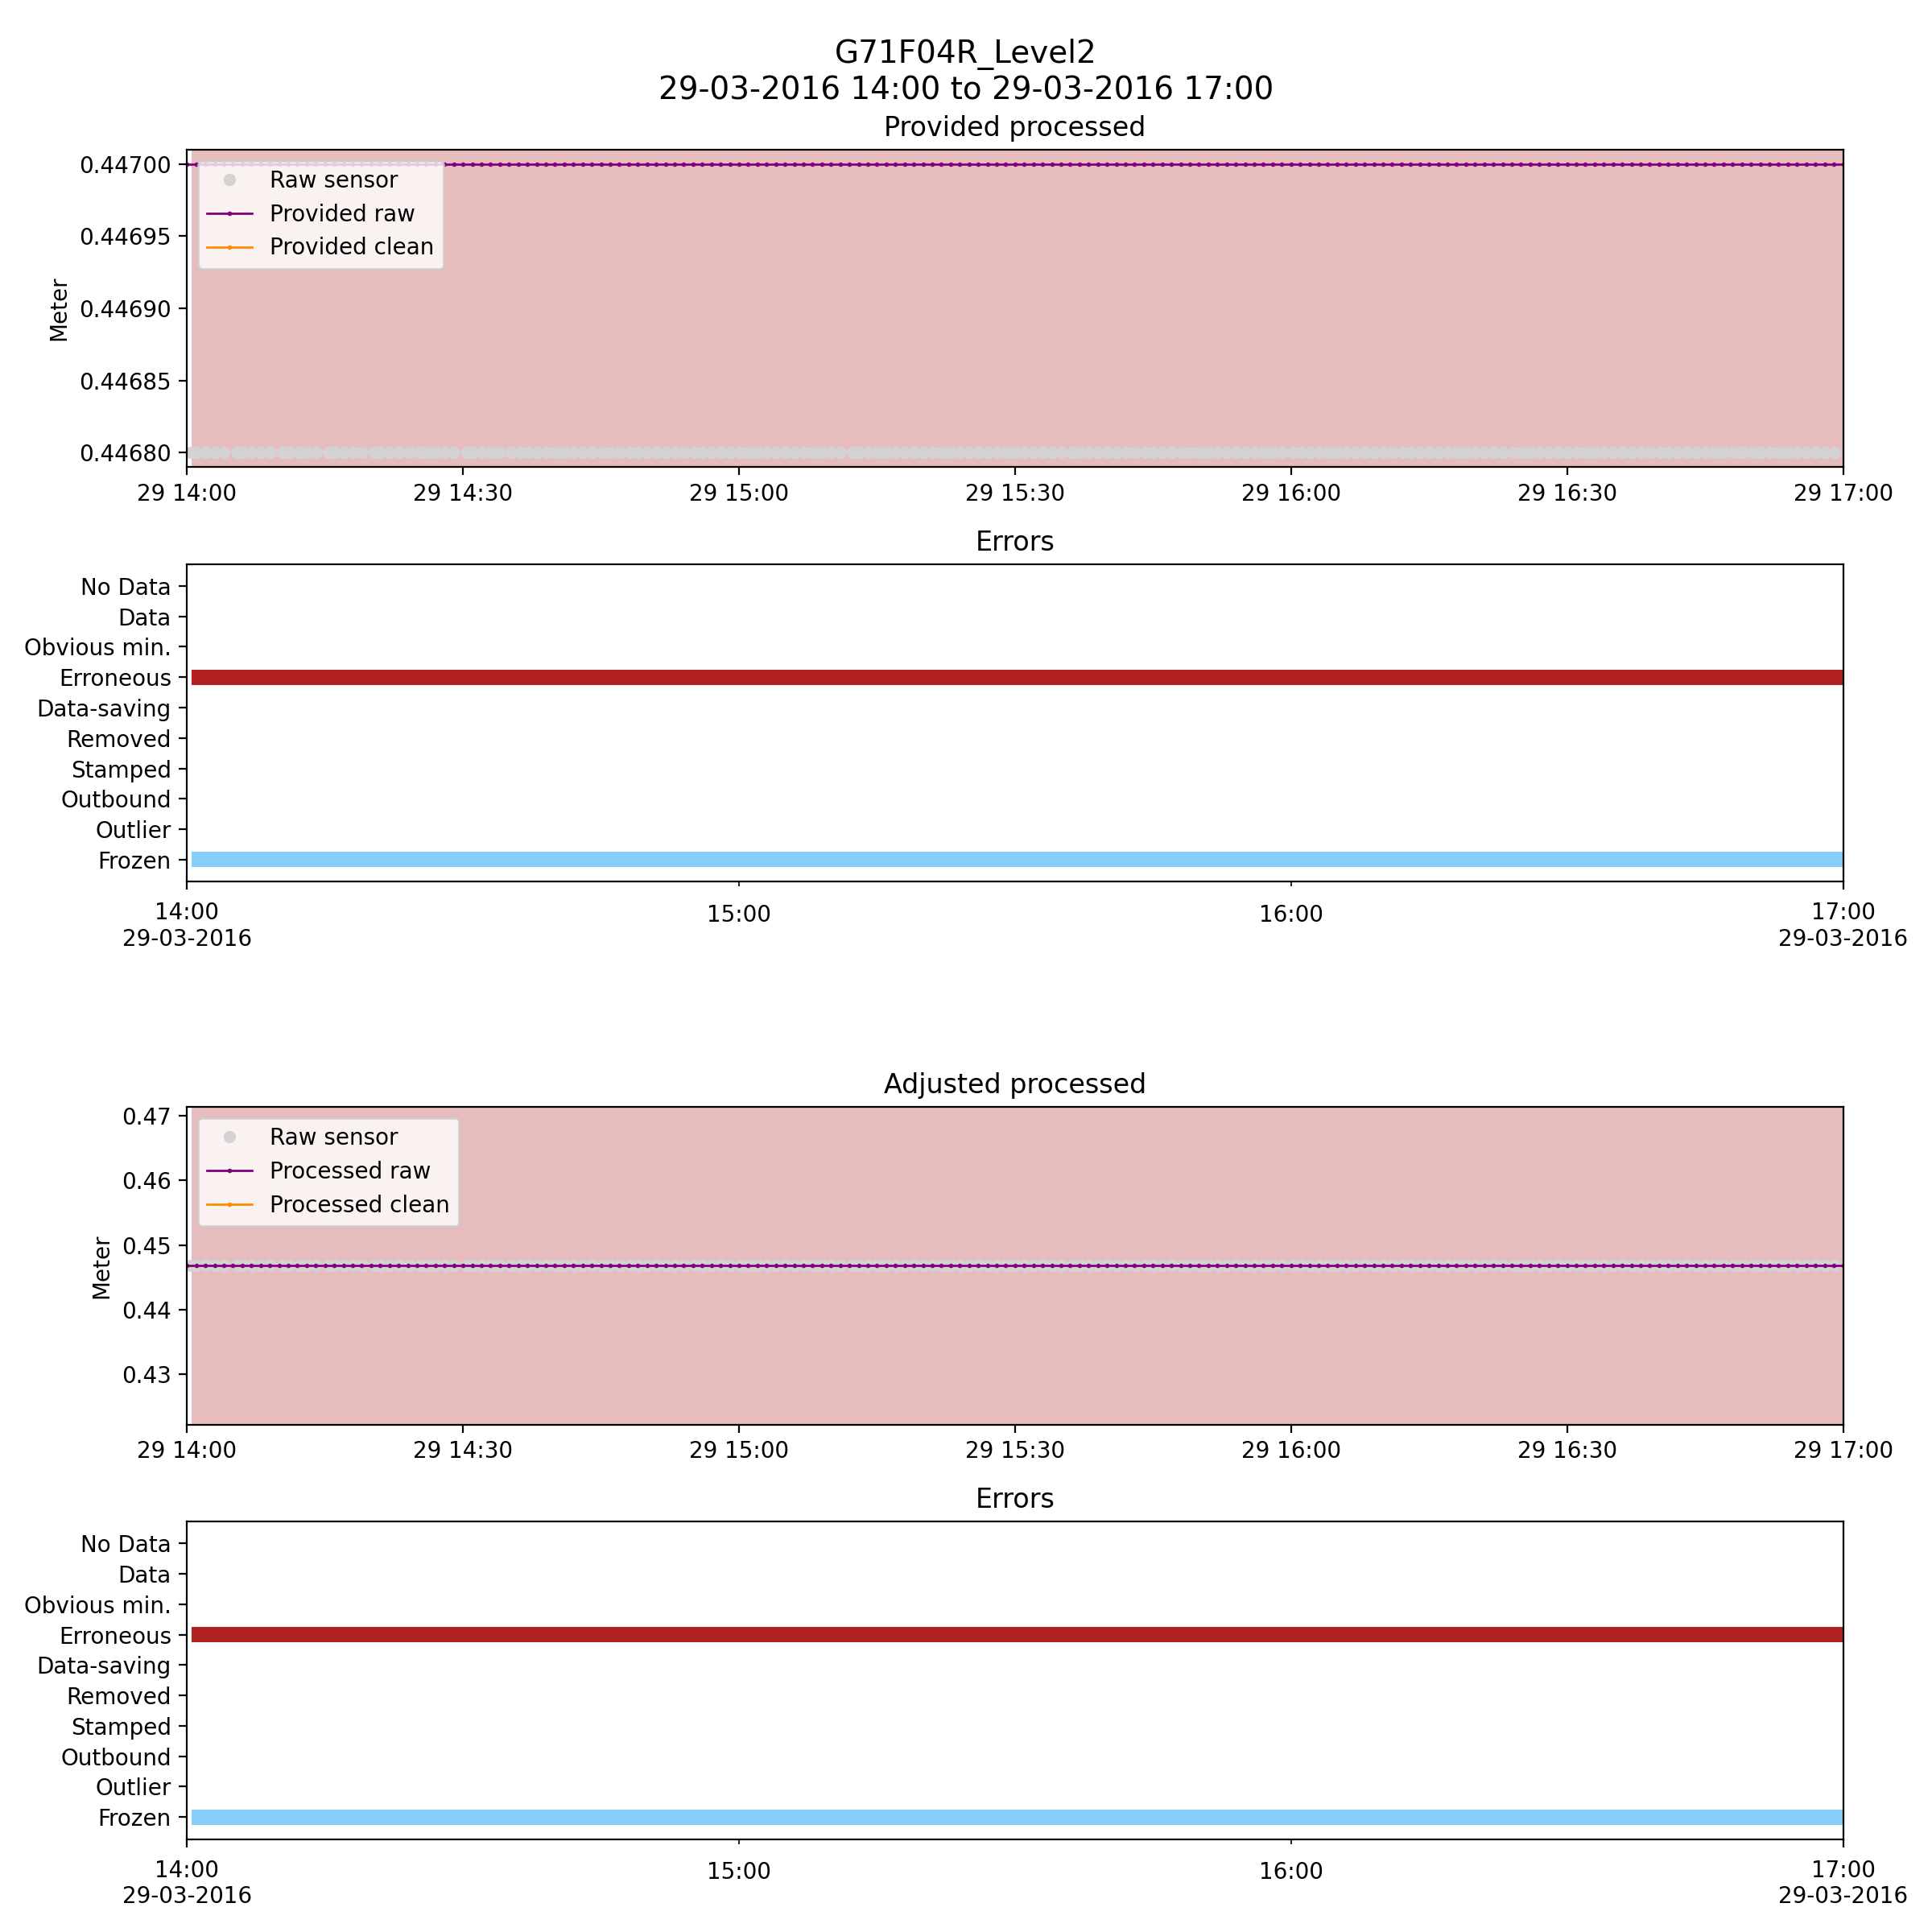 G71F04R_Level2
29-03-2016 14:00 to 29-03-2016 17:00
Provided processed
0.44700
0.44695
0.44690
0.44685
0.44680
Meter
Raw sensor
Provided raw
Provided clean
29 14:00 29 14:30 29 15:00 29 15:30 29 16:00 29 16:30 29 17:00
Errors
No Data
Data
Obvious min.
Erroneous
Data-saving
Removed
Stamped
Outbound
Outlier
Frozen
14:00 15:00 16:00 17:00
29-03-2016 29-03-2016
Adjusted processed
0.47
0.46
0.45
0.44
0.43
Meter
Raw sensor
Processed raw
Processed clean
29 14:00 29 14:30 29 15:00 29 15:30 29 16:00 29 16:30 29 17:00
Errors
No Data
Data
Obvious min.
Erroneous
Data-saving
Removed
Stamped
Outbound
Outlier
Frozen
14:00 15:00 16:00 17:00
29-03-2016 29-03-2016